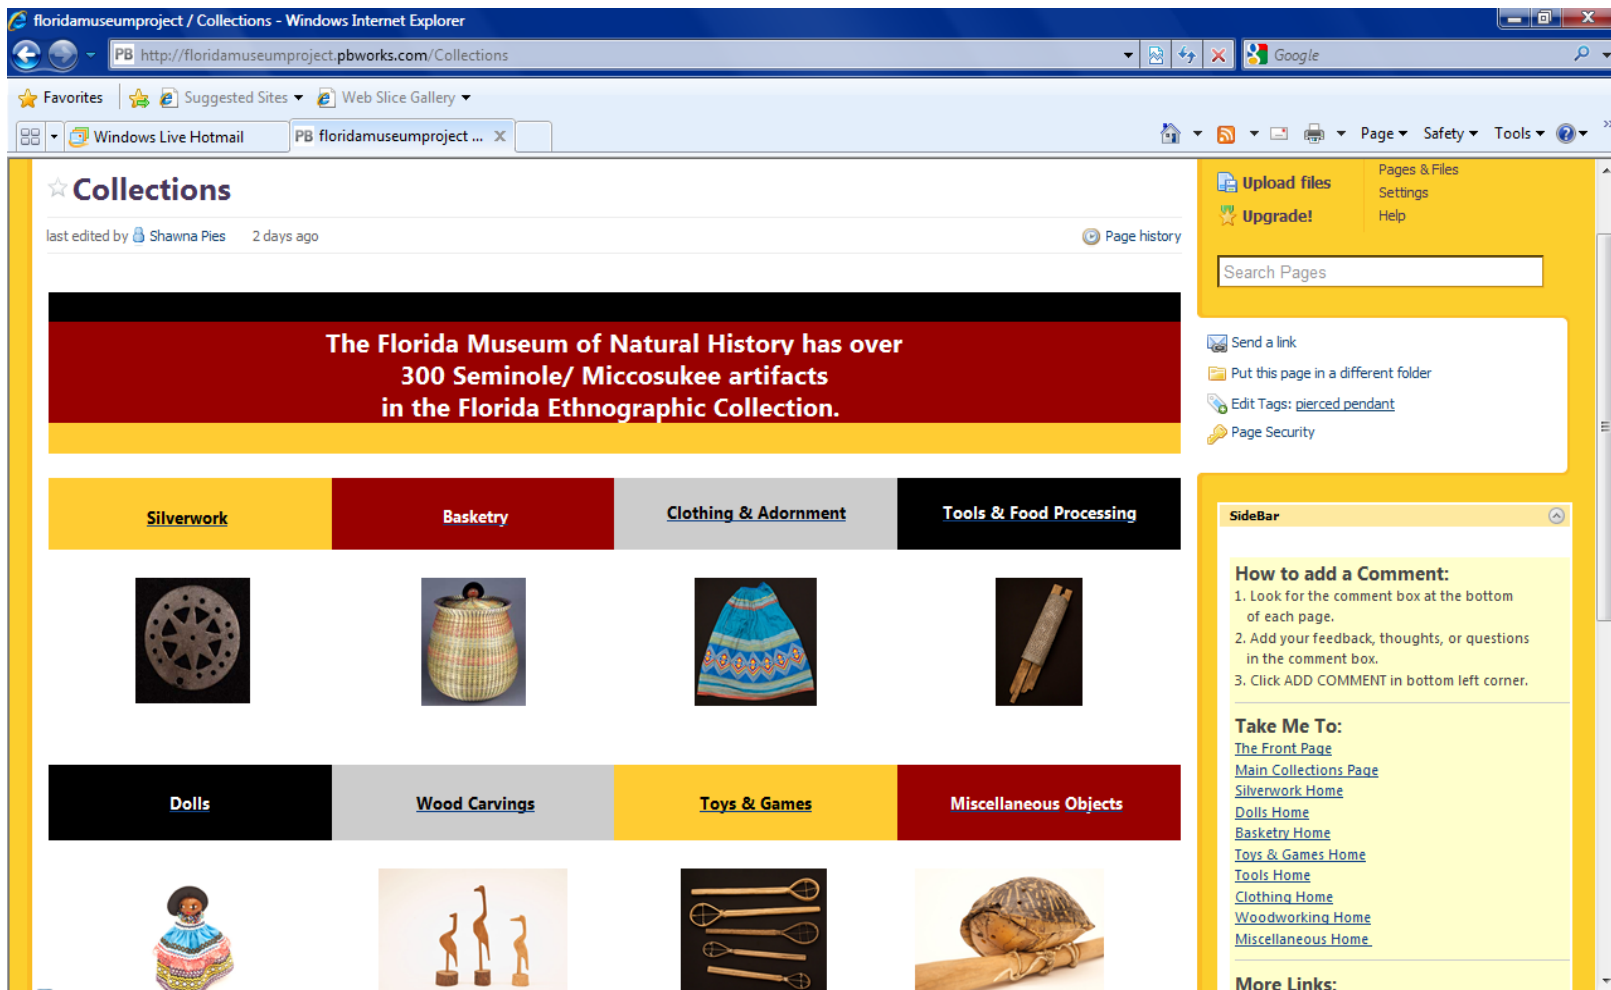 floridamuseumproject / Collections - Windows Internet Explorer
PB http://floridamuseumproject.pbworks.com/Collections
Google
Favorites Suggested Sites Web Slice Gallery
Windows Live Hotmail PB floridamuseumproject ... X
Page Safety Tools
Collections
last edited by Shawna Pies 2 days ago Page history
The Florida Museum of Natural History has over
300 Seminole/ Miccosukee artifacts
in the Florida Ethnographic Collection.
Silverwork Basketry Clothing & Adornment Tools & Food Processing
Dolls Wood Carvings Toys & Games Miscellaneous Objects
Upload files
Upgrade!
Pages & Files
Settings
Help
Search Pages
Send a link
Put this page in a different folder
Edit Tags: pierced pendant
Page Security
SideBar
How to add a Comment:
1. Look for the comment box at the bottom
of each page.
2. Add your feedback, thoughts, or questions
in the comment box.
3. Click ADD COMMENT in bottom left corner.
Take Me To:
The Front Page
Main Collections Page
Silverwork Home
Dolls Home
Basketry Home
Toys & Games Home
Tools Home
Clothing Home
Woodworking Home
Miscellaneous Home
More Links: